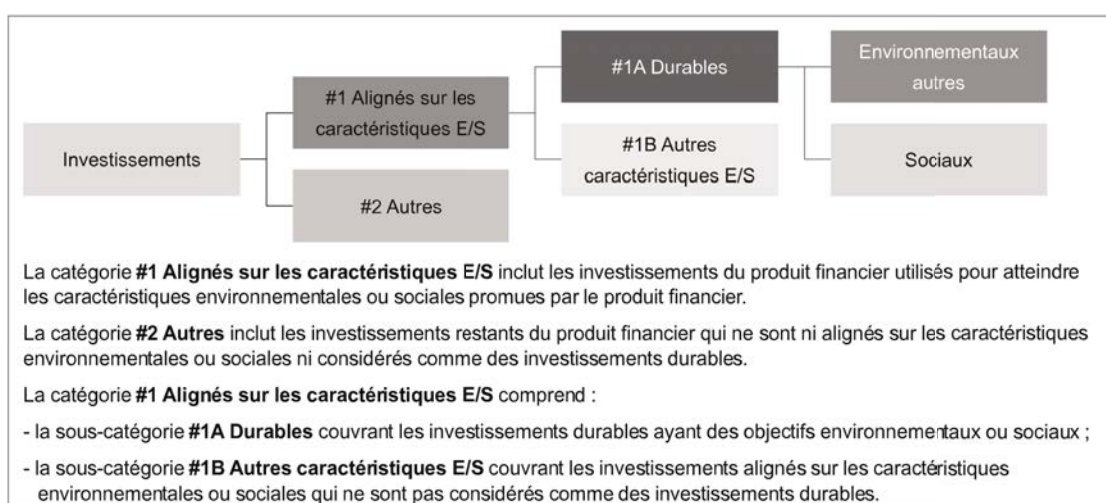 #1A Durables
Environnementaux
autres
#1 Alignés sur les
caractéristiques E/S
Investissements
#1B Autres
caractéristiques E/S
Sociaux
#2 Autres
La catégorie #1 Alignés sur les caractéristiques E/S inclut les investissements du produit financier utilisés pour atteindre
les caractéristiques environnementales ou sociales promues par le produit financier.
La catégorie #2 Autres inclut les investissements restants du produit financier qui ne sont ni alignés sur les caractéristiques
environnementales ou sociales ni considérés comme des investissements durables.
La catégorie #1 Alignés sur les caractéristiques E/S comprend :
- la sous-catégorie #1A Durables couvrant les investissements durables ayant des objectifs environnementaux ou sociaux ;
- la sous-catégorie #1B Autres caractéristiques E/S couvrant les investissements alignés sur les caractéristiques
environnementales ou sociales qui ne sont pas considérés comme des investissements durables.